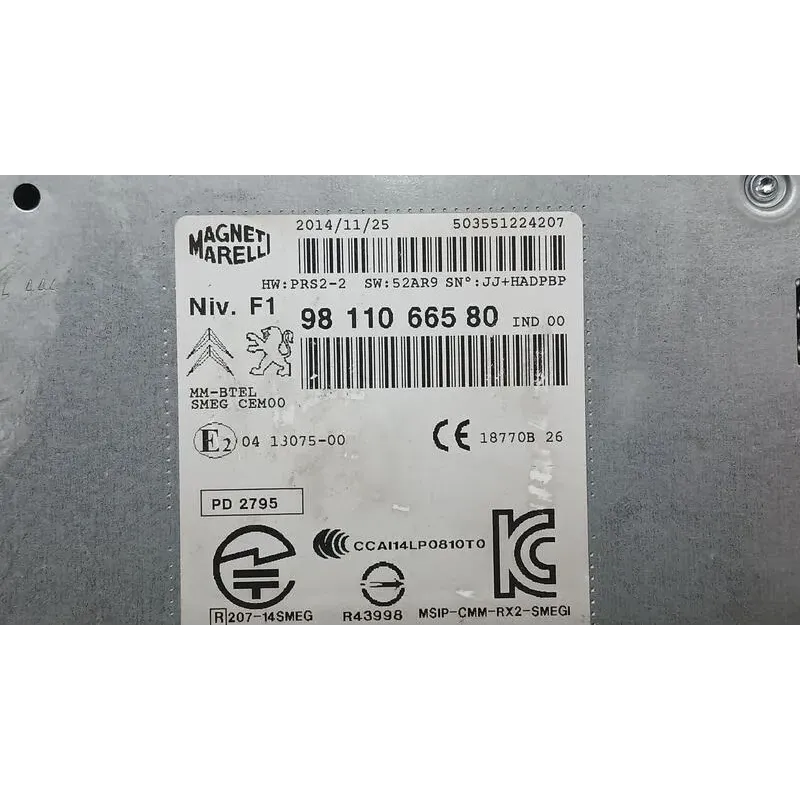 MAGNETI
MARELLI
2014/11/25 503551224207
HW:PRS2-2 SW:52AR9 SN°:JJ+HADPBP
Niv. F1
98 110 665 80 IND 00
MM-BTEL
SMEG CEM00
E2 04 13075-00
CE 18770B 26
PD 2795
CCAI14LP0810T0
R 207-14SMEG R43998 MSIP-CMM-RX2-SMEGI